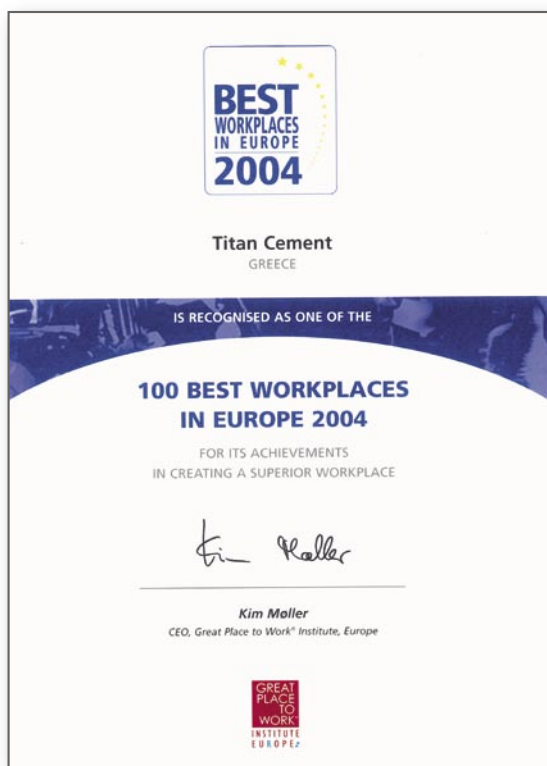 BEST
WORKPLACES
IN EUROPE
2004
Titan Cement
GREECE
IS RECOGNISED AS ONE OF THE
100 BEST WORKPLACES
IN EUROPE 2004
FOR ITS ACHIEVEMENTS
IN CREATING A SUPERIOR WORKPLACE
Kim Møller
Kim Møller
CEO, Great Place to Work® Institute, Europe
GREAT
PLACE
TO
WORK®
INSTITUTE
EUROPE